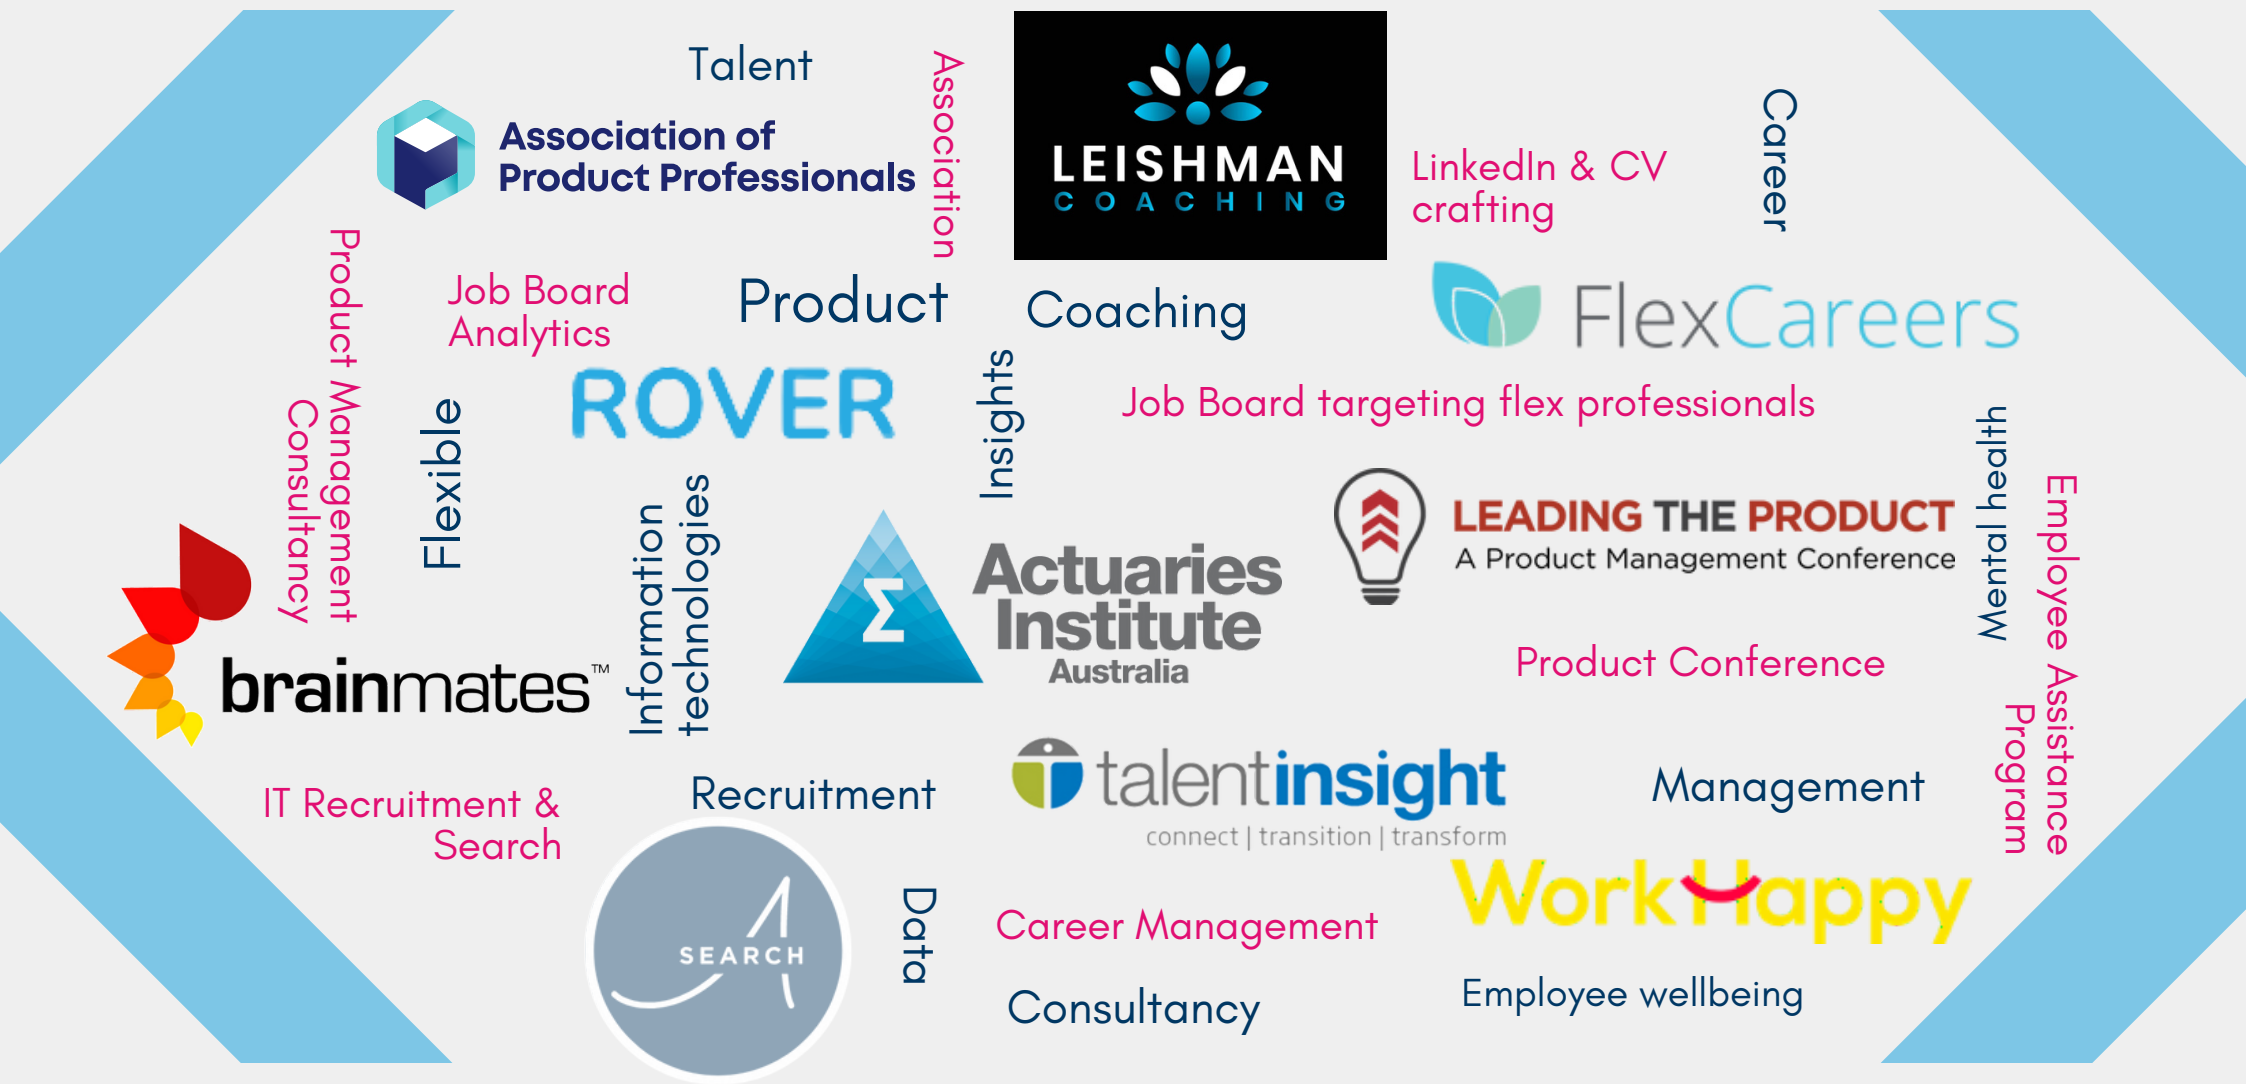 Talent
Association of
Product Professionals
Association
LEISHMAN
COACHING
LinkedIn & CV
crafting
Career
Product Management
Consultancy
Job Board
Analytics
Product
Coaching
FlexCareers
ROVER
Insights
Job Board targeting flex professionals
Flexible
Information
technologies
Actuaries
Institute
Australia
Σ
LEADING THE PRODUCT
A Product Management Conference
Mental health
Employee Assistance
Program
brainmates™
Product Conference
IT Recruitment &
Search
Recruitment
talentinsight
connect | transition | transform
Management
A
SEARCH
Data
Career Management
WorkHappy
Consultancy
Employee wellbeing